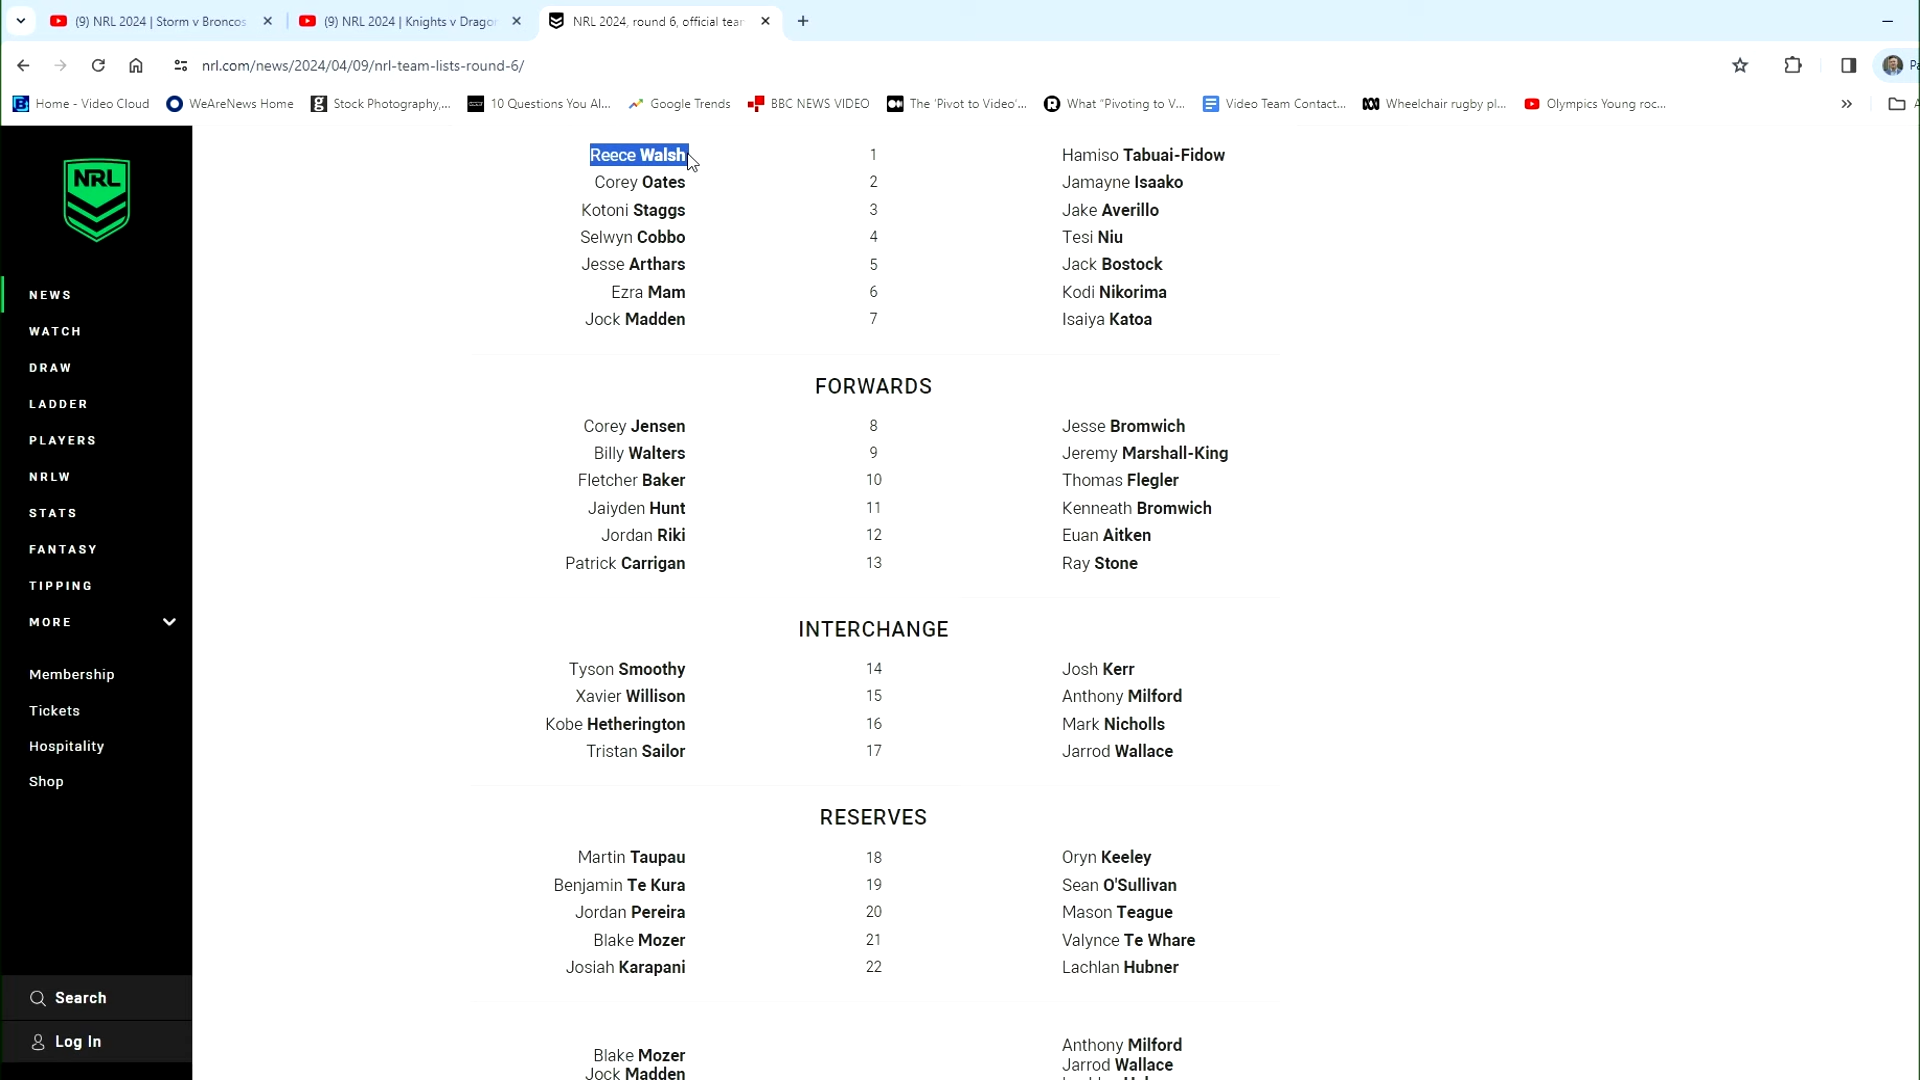 (9) NRL 2024 | Storm v Broncos
(9) NRL 2024 | Knights v Dragon
NRL 2024, round 6, official team
nrl.com/news/2024/04/09/nrl-team-lists-round-6/
Home - Video Cloud
WeAreNews Home
Stock Photography,...
10 Questions You Al...
Google Trends
BBC NEWS VIDEO
The 'Pivot to Video'...
What "Pivoting to V...
Video Team Contact...
Wheelchair rugby pl...
Olympics Young roc...
NRL
NEWS
WATCH
DRAW
LADDER
PLAYERS
NRLW
STATS
FANTASY
TIPPING
MORE
Membership
Tickets
Hospitality
Shop
Search
Log In
Reece Walsh 1 Hamiso Tabuai-Fidow
Corey Oates 2 Jamayne Isaako
Kotoni Staggs 3 Jake Averillo
Selwyn Cobbo 4 Tesi Niu
Jesse Arthars 5 Jack Bostock
Ezra Mam 6 Kodi Nikorima
Jock Madden 7 Isaiya Katoa
FORWARDS
Corey Jensen 8 Jesse Bromwich
Billy Walters 9 Jeremy Marshall-King
Fletcher Baker 10 Thomas Flegler
Jaiyden Hunt 11 Kenneath Bromwich
Jordan Riki 12 Euan Aitken
Patrick Carrigan 13 Ray Stone
INTERCHANGE
Tyson Smoothy 14 Josh Kerr
Xavier Willison 15 Anthony Milford
Kobe Hetherington 16 Mark Nicholls
Tristan Sailor 17 Jarrod Wallace
RESERVES
Martin Taupau 18 Oryn Keeley
Benjamin Te Kura 19 Sean O'Sullivan
Jordan Pereira 20 Mason Teague
Blake Mozer 21 Valynce Te Whare
Josiah Karapani 22 Lachlan Hubner
Anthony Milford
Blake Mozer
Jarrod Wallace
Jock Madden